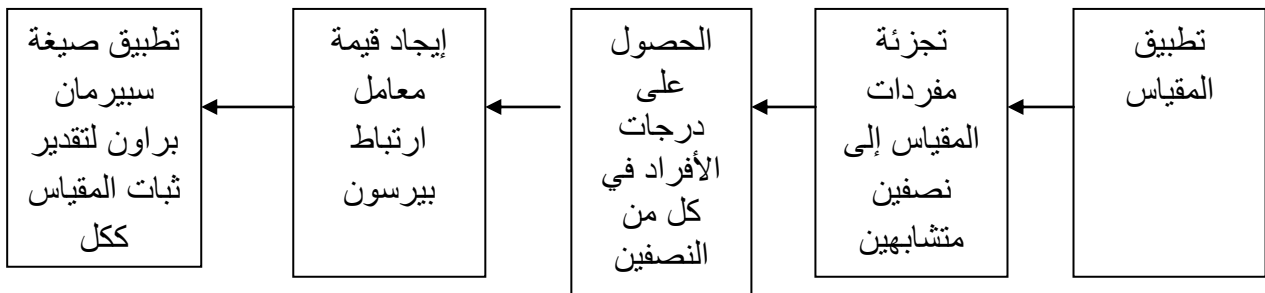 تطبيق
المقياس
تجزئة
مفردات
المقياس إلى
نصفين
متشابهين
الحصول
على
درجات
الأفراد في
كل من
النصفين
إيجاد قيمة
معامل
ارتباط
بيرسون
تطبيق صيغة
سبيرمان
براون لتقدير
ثبات المقياس
ككل